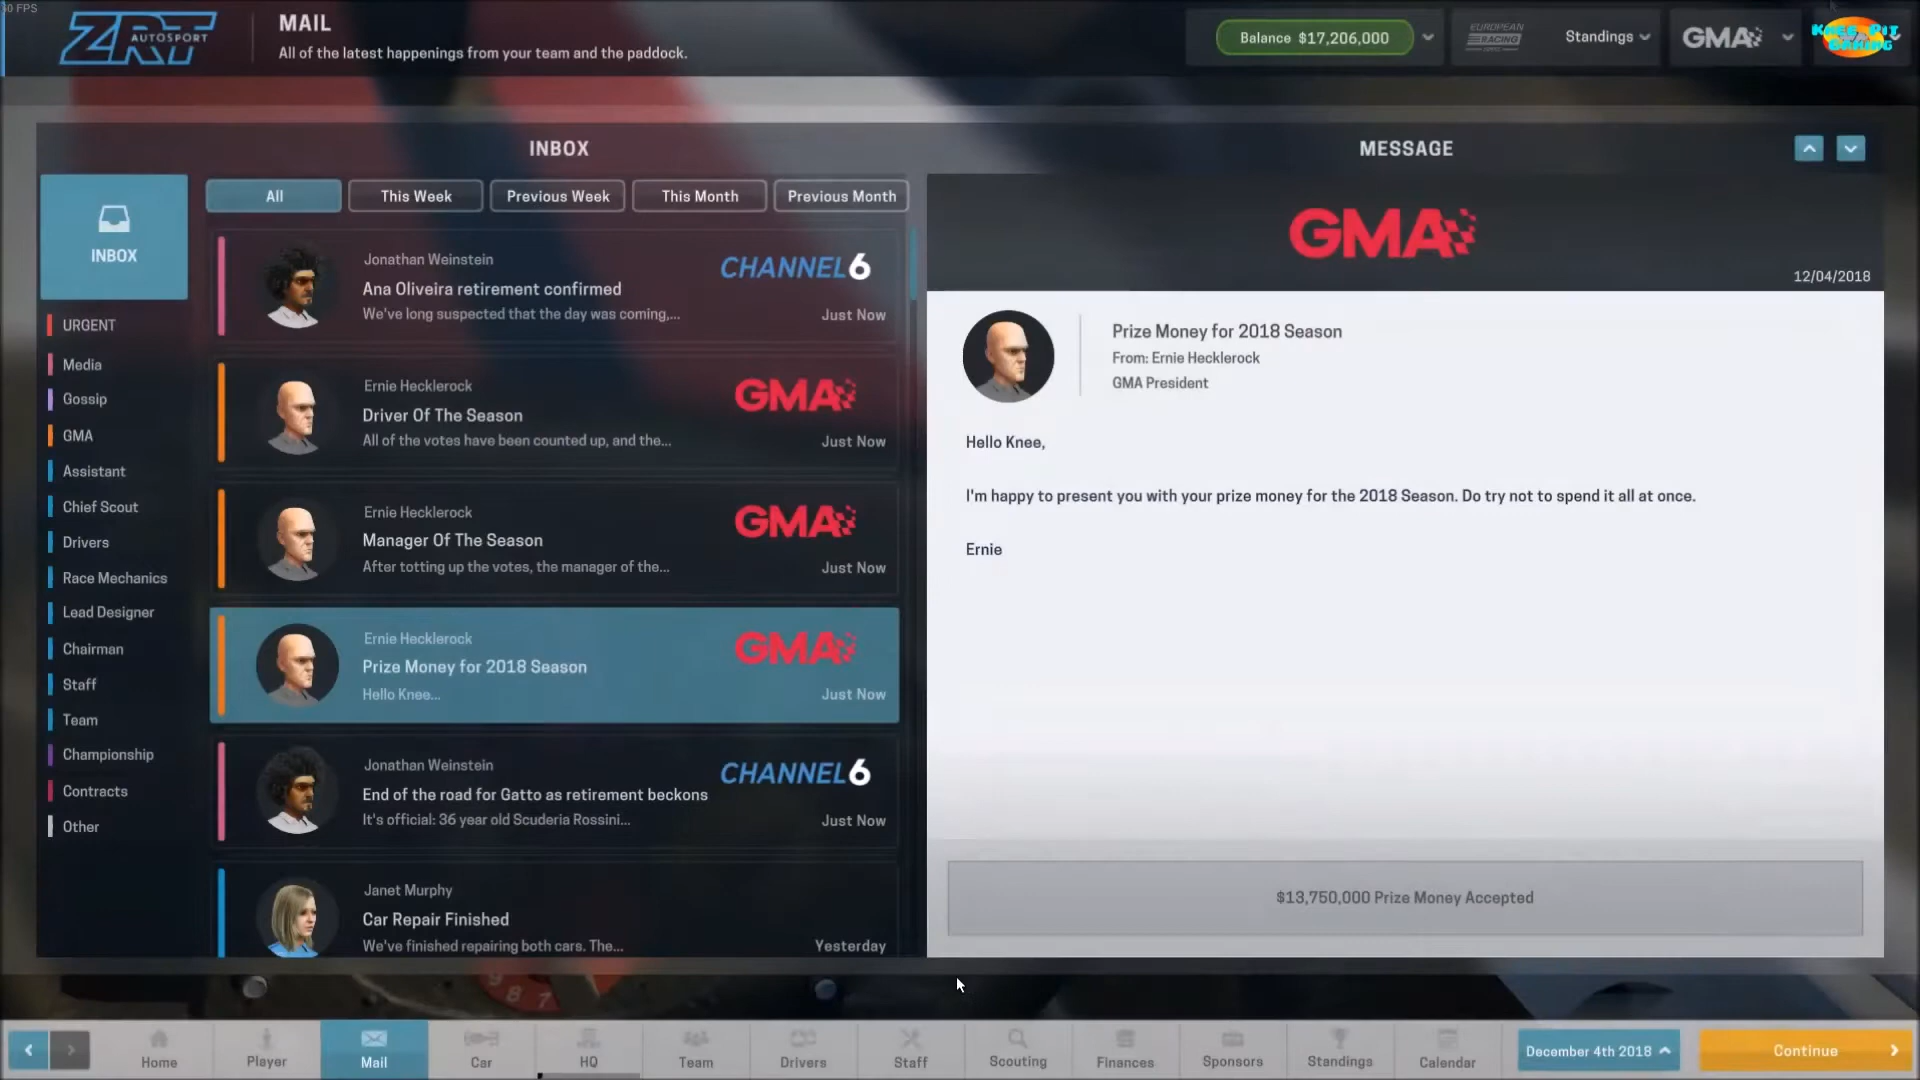 30 FPS
ZRT AUTOSPORT
MAIL
All of the latest happenings from your team and the paddock.
Balance $17,206,000
EUROPEAN RACING SERIES
Standings
GMA
Knee Pit
GAMING
INBOX
MESSAGE
INBOX
All
This Week
Previous Week
This Month
Previous Month
URGENT
Media
Gossip
GMA
Assistant
Chief Scout
Drivers
Race Mechanics
Lead Designer
Chairman
Staff
Team
Championship
Contracts
Other
Jonathan Weinstein
CHANNEL6
Ana Oliveira retirement confirmed
We've long suspected that the day was coming,...
Just Now
Ernie Hecklerock
GMA
Driver Of The Season
All of the votes have been counted up, and the...
Just Now
Ernie Hecklerock
GMA
Manager Of The Season
After totting up the votes, the manager of the...
Just Now
Ernie Hecklerock
GMA
Prize Money for 2018 Season
Hello Knee...
Just Now
Jonathan Weinstein
CHANNEL6
End of the road for Gatto as retirement beckons
It's official: 36 year old Scuderia Rossini...
Just Now
Janet Murphy
Car Repair Finished
We've finished repairing both cars. The...
Yesterday
GMA
12/04/2018
Prize Money for 2018 Season
From: Ernie Hecklerock
GMA President
Hello Knee,
I'm happy to present you with your prize money for the 2018 Season. Do try not to spend it all at once.
Ernie
$13,750,000 Prize Money Accepted
9 8 7
Home
Player
Mail
Car
HQ
Team
Drivers
Staff
Scouting
Finances
Sponsors
Standings
Calendar
December 4th 2018
Continue